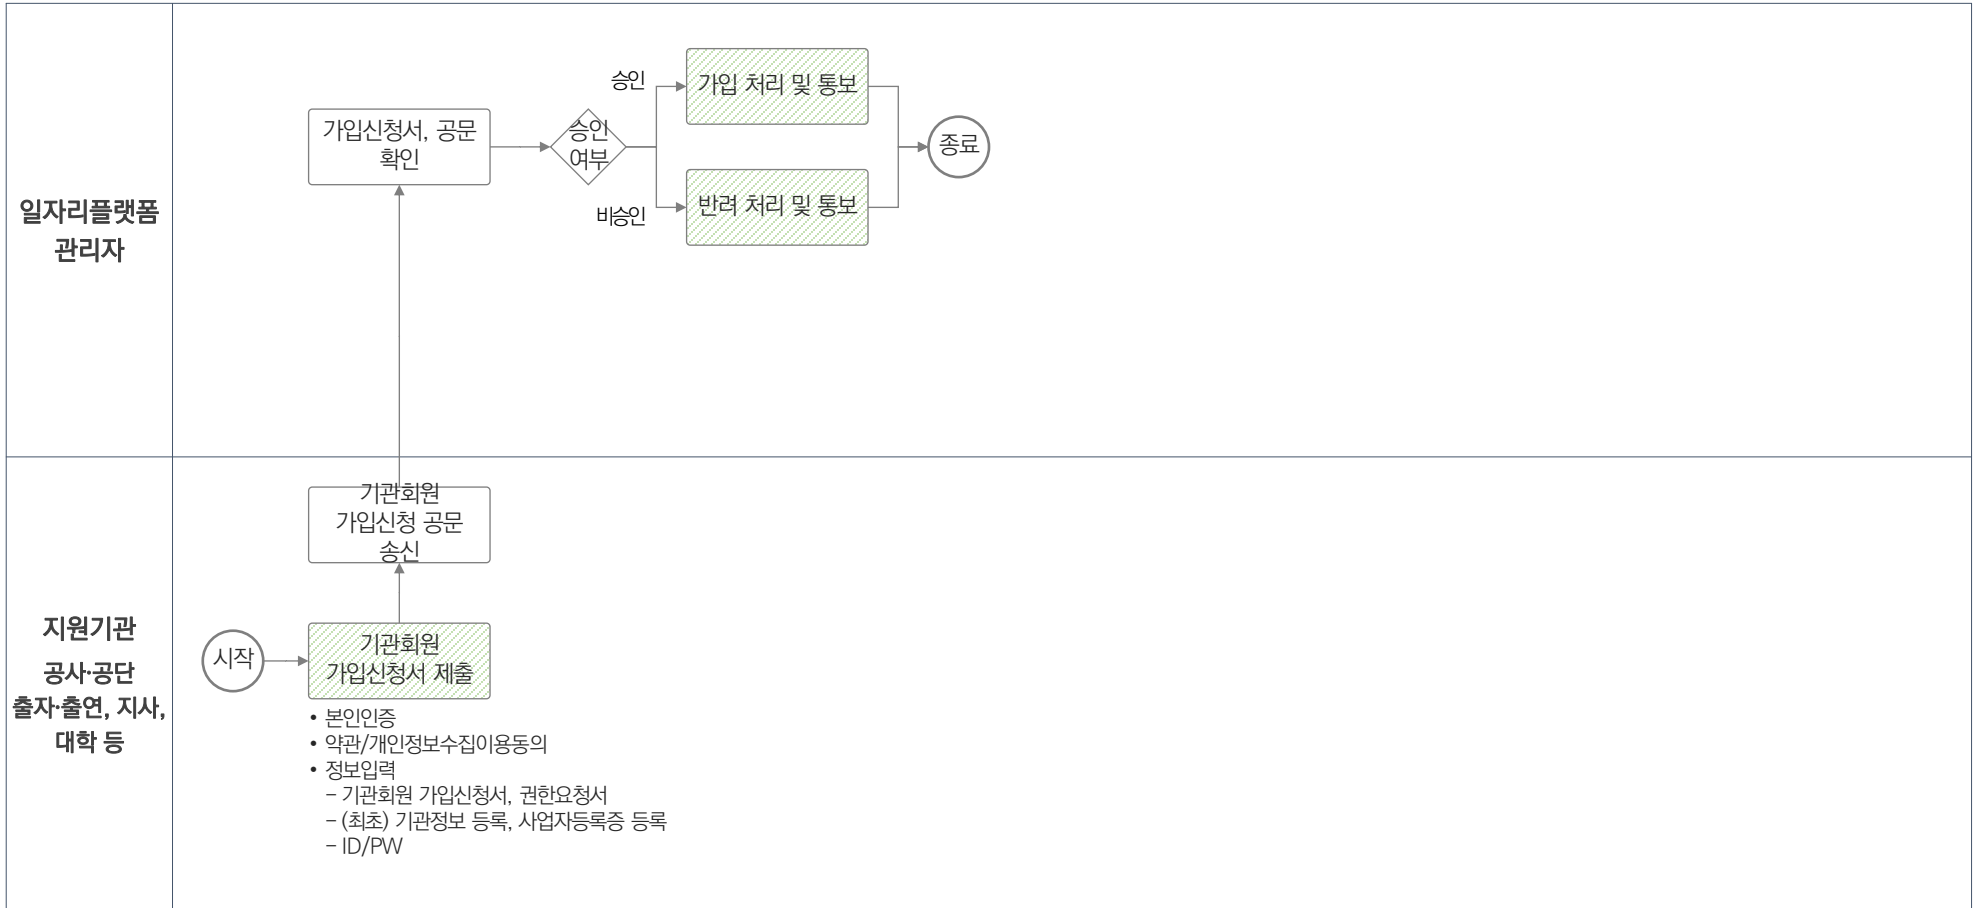 일자리플랫폼
관리자
가입신청서, 공문
확인
승인
여부
승인
비승인
가입 처리 및 통보
반려 처리 및 통보
종료
지원기관
공사·공단
출자·출연, 지사,
대학 등
기관회원
가입신청 공문
송신
시작
기관회원
가입신청서 제출
• 본인인증
• 약관/개인정보수집이용동의
• 정보입력
– 기관회원 가입신청서, 권한요청서
– (최초) 기관정보 등록, 사업자등록증 등록
– ID/PW